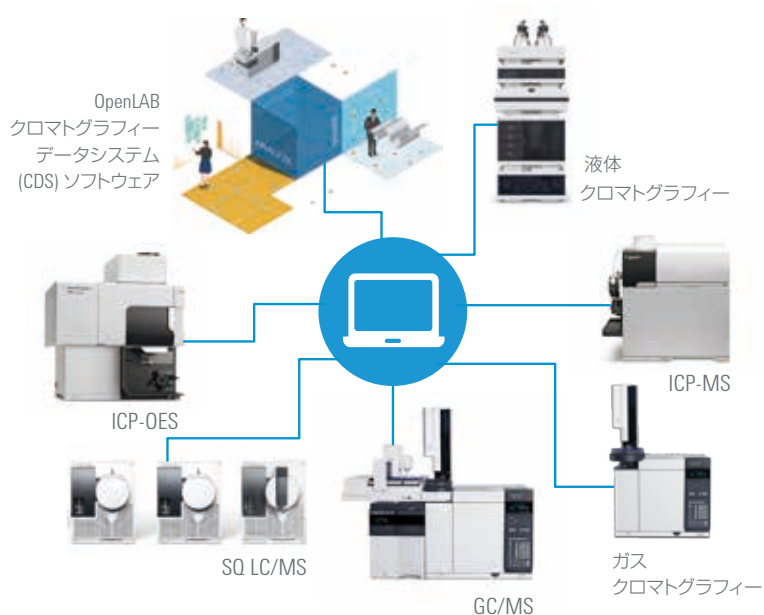 OpenLAB
クロマトグラフィー
データシステム
(CDS) ソフトウェア
ANALYZE
液体
クロマトグラフィー
ICP-OES
ICP-MS
SQ LC/MS
GC/MS
ガス
クロマトグラフィー